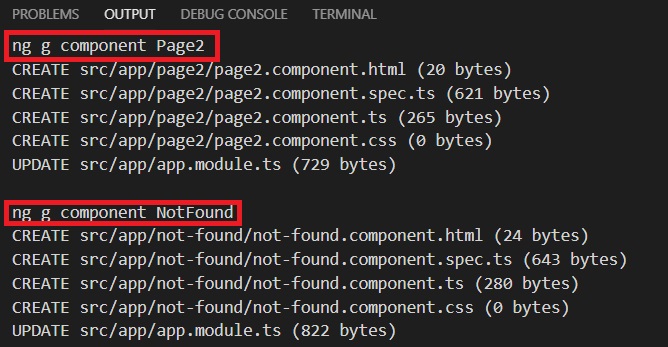 PROBLEMS OUTPUT DEBUG CONSOLE TERMINAL
ng g component Page2
CREATE src/app/page2/page2.component.html (20 bytes)
CREATE src/app/page2/page2.component.spec.ts (621 bytes)
CREATE src/app/page2/page2.component.ts (265 bytes)
CREATE src/app/page2/page2.component.css (0 bytes)
UPDATE src/app/app.module.ts (729 bytes)
ng g component NotFound
CREATE src/app/not-found/not-found.component.html (24 bytes)
CREATE src/app/not-found/not-found.component.spec.ts (643 bytes)
CREATE src/app/not-found/not-found.component.ts (280 bytes)
CREATE src/app/not-found/not-found.component.css (0 bytes)
UPDATE src/app/app.module.ts (822 bytes)